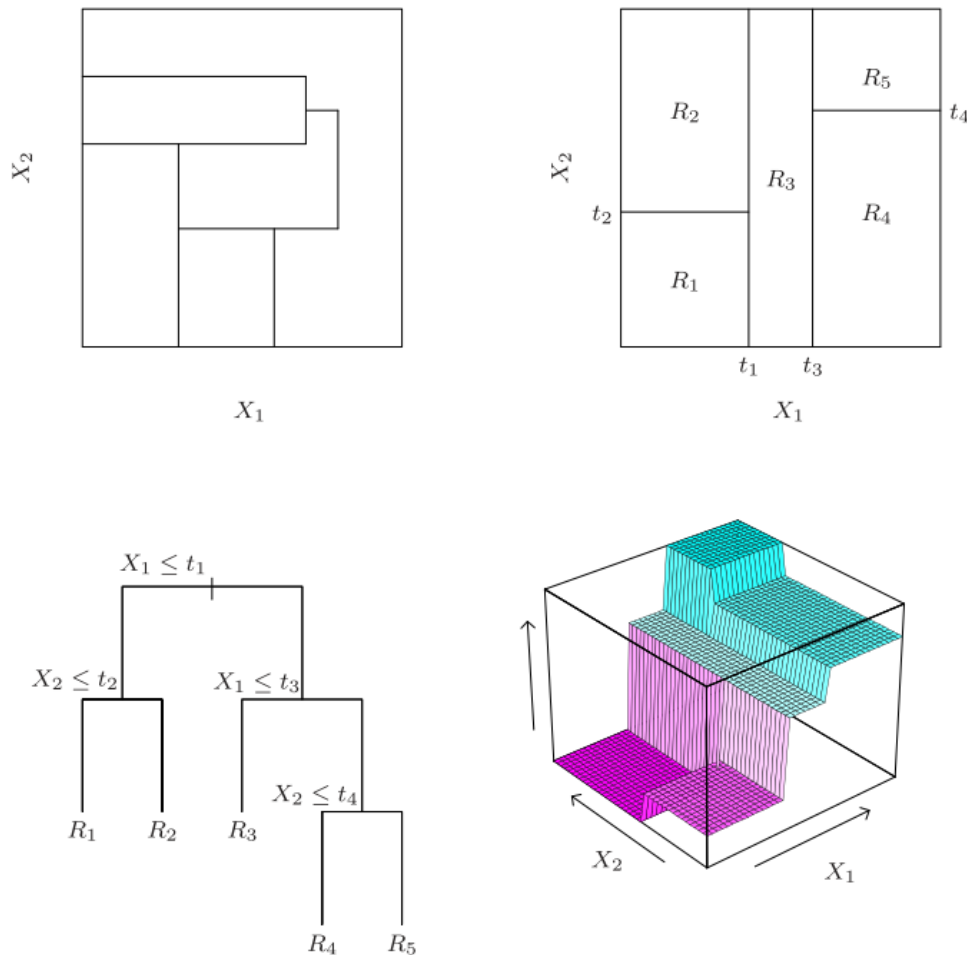 X₂
X₁
R₅
R₂
t₄
X₂
R₃
t₂
R₄
R₁
t₁ t₃
X₁
X₁ ≤ t₁
X₂ ≤ t₂ X₁ ≤ t₃
X₂ ≤ t₄
R₁ R₂ R₃
R₄ R₅
X₂
X₁